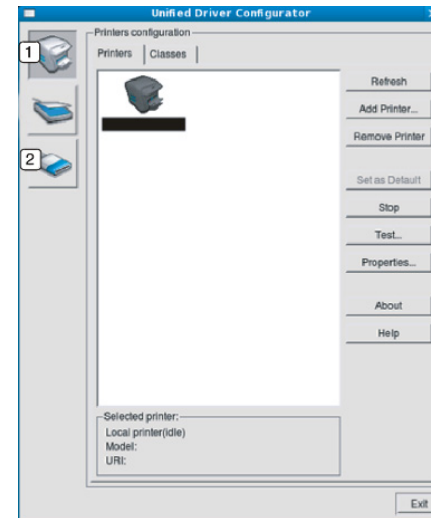 Unified Driver Configurator
Printers configuration
1
Printers
Classes
Refresh
Add Printer...
Remove Printer
2
Set as Default
Stop
Test...
Properties...
About
Help
Selected printer:
Local printer(idle)
Model:
URI:
Exit